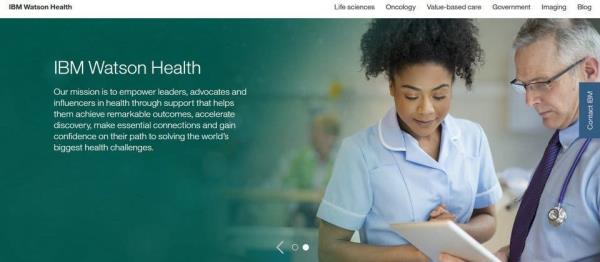 IBM Watson Health
Life sciences Oncology Value-based care Government Imaging Blog
IBM Watson Health
Our mission is to empower leaders, advocates and
influencers in health through support that helps
them achieve remarkable outcomes, accelerate
discovery, make essential connections and gain
confidence on their path to solving the world's
biggest health challenges.
Contact IBM